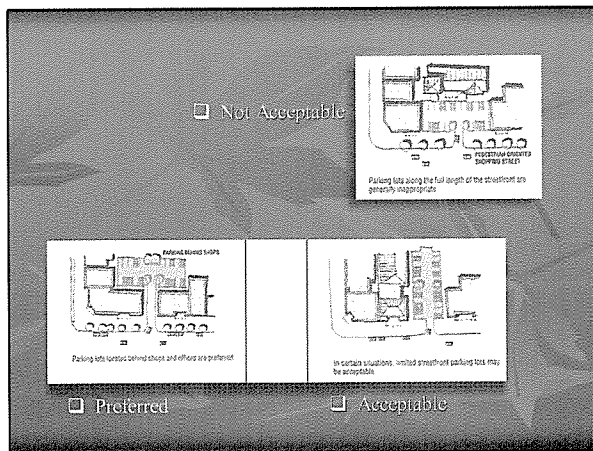 Not Acceptable
PEDESTRIAN ORIENTED
SHOPPING STREET
Parking lots along the full length of the streetfront are
generally inappropriate
PARKING BEHIND SHOPS
Parking lots located behind shops and offices are preferred
In certain situations, limited streetfront parking lots may
be acceptable
Preferred
Acceptable